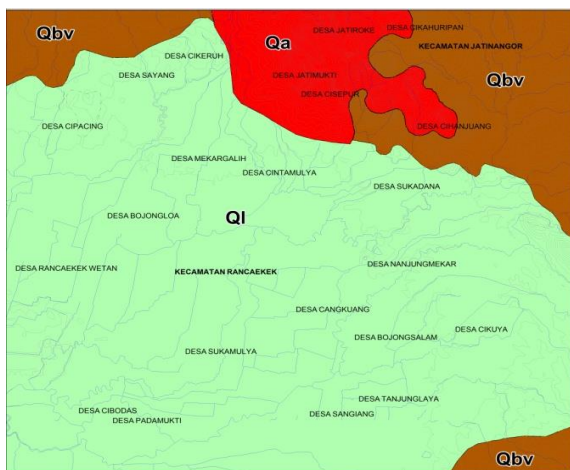 Qbv
Qa
DESA JATIROKE
DESA CIKAHURIPAN
KECAMATAN JATINANGOR
DESA CIKERUH
DESA SAYANG
DESA JATIMUKTI
Qbv
DESA CISEPUR
DESA CIPACING
DESA CIHANJUANG
DESA MEKARGALIH
DESA CINTAMULYA
DESA SUKADANA
DESA BOJONGLOA
Ql
DESA RANCAEKEK WETAN
KECAMATAN RANCAEKEK
DESA NANJUNGMEKAR
DESA CANGKUANG
DESA CIKUYA
DESA BOJONGSALAM
DESA SUKAMULYA
DESA TANJUNGLAYA
DESA CIBODAS
DESA SANGIANG
DESA PADAMUKTI
Qbv